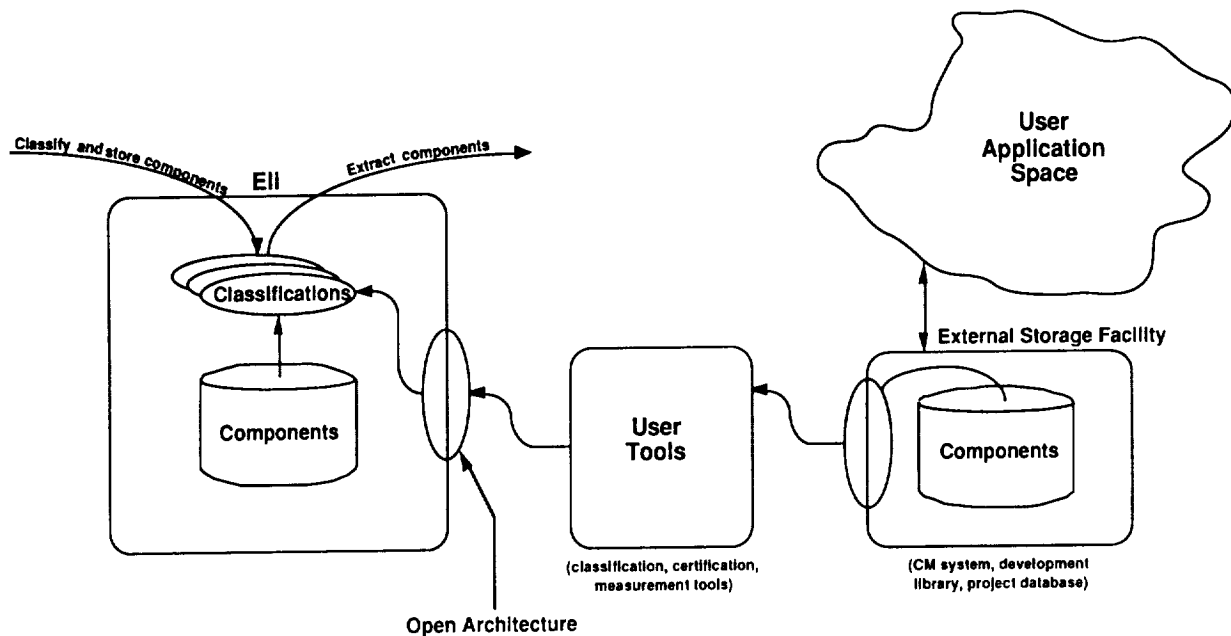 User
Application
Space
Classify and store components
Extract components
Eli
Classifications
Components
External Storage Facility
User
Tools
Components
(classification, certification,
measurement tools)
(CM system, development
library, project database)
Open Architecture